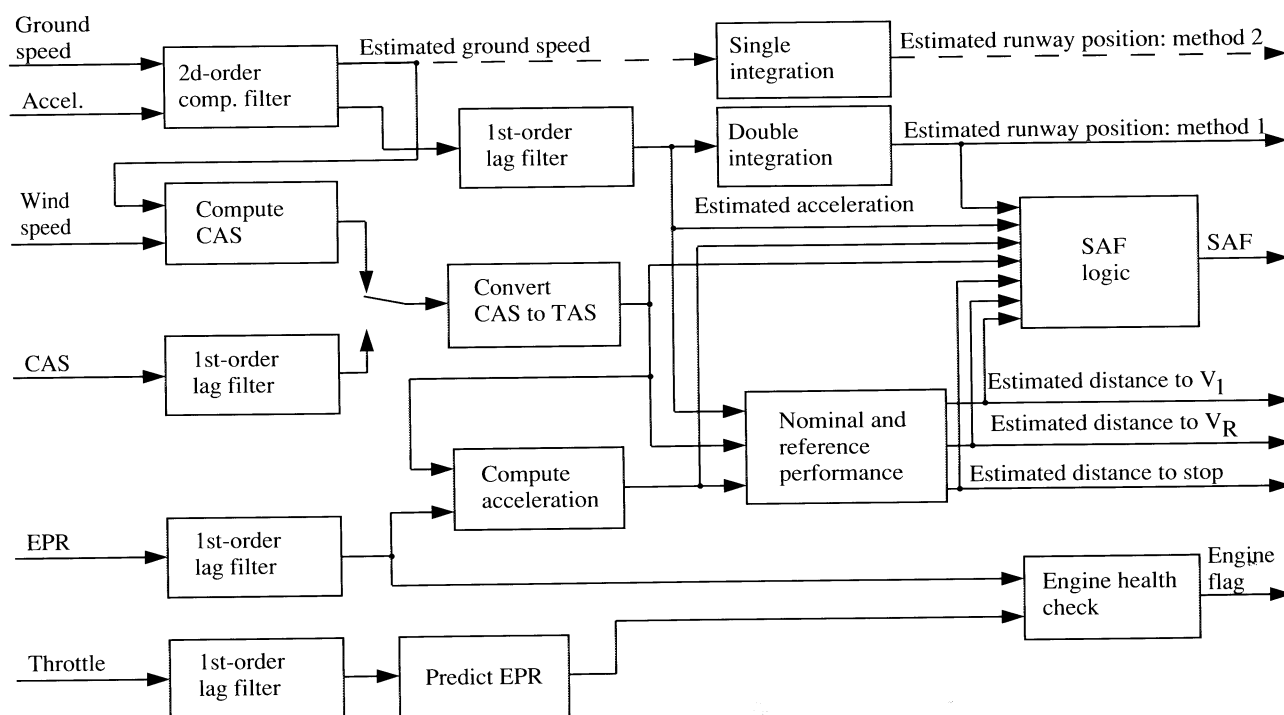 Ground
speed
Accel.
2d-order
comp. filter
Estimated ground speed
Single
integration
Estimated runway position: method 2
1st-order
lag filter
Double
integration
Estimated runway position: method 1
Wind
speed
Compute
CAS
Estimated acceleration
SAF
logic
SAF
Convert
CAS to TAS
CAS
1st-order
lag filter
Nominal and
reference
performance
Estimated distance to V1
Estimated distance to VR
Estimated distance to stop
Compute
acceleration
EPR
1st-order
lag filter
Engine health
check
Engine
flag
Throttle
1st-order
lag filter
Predict EPR